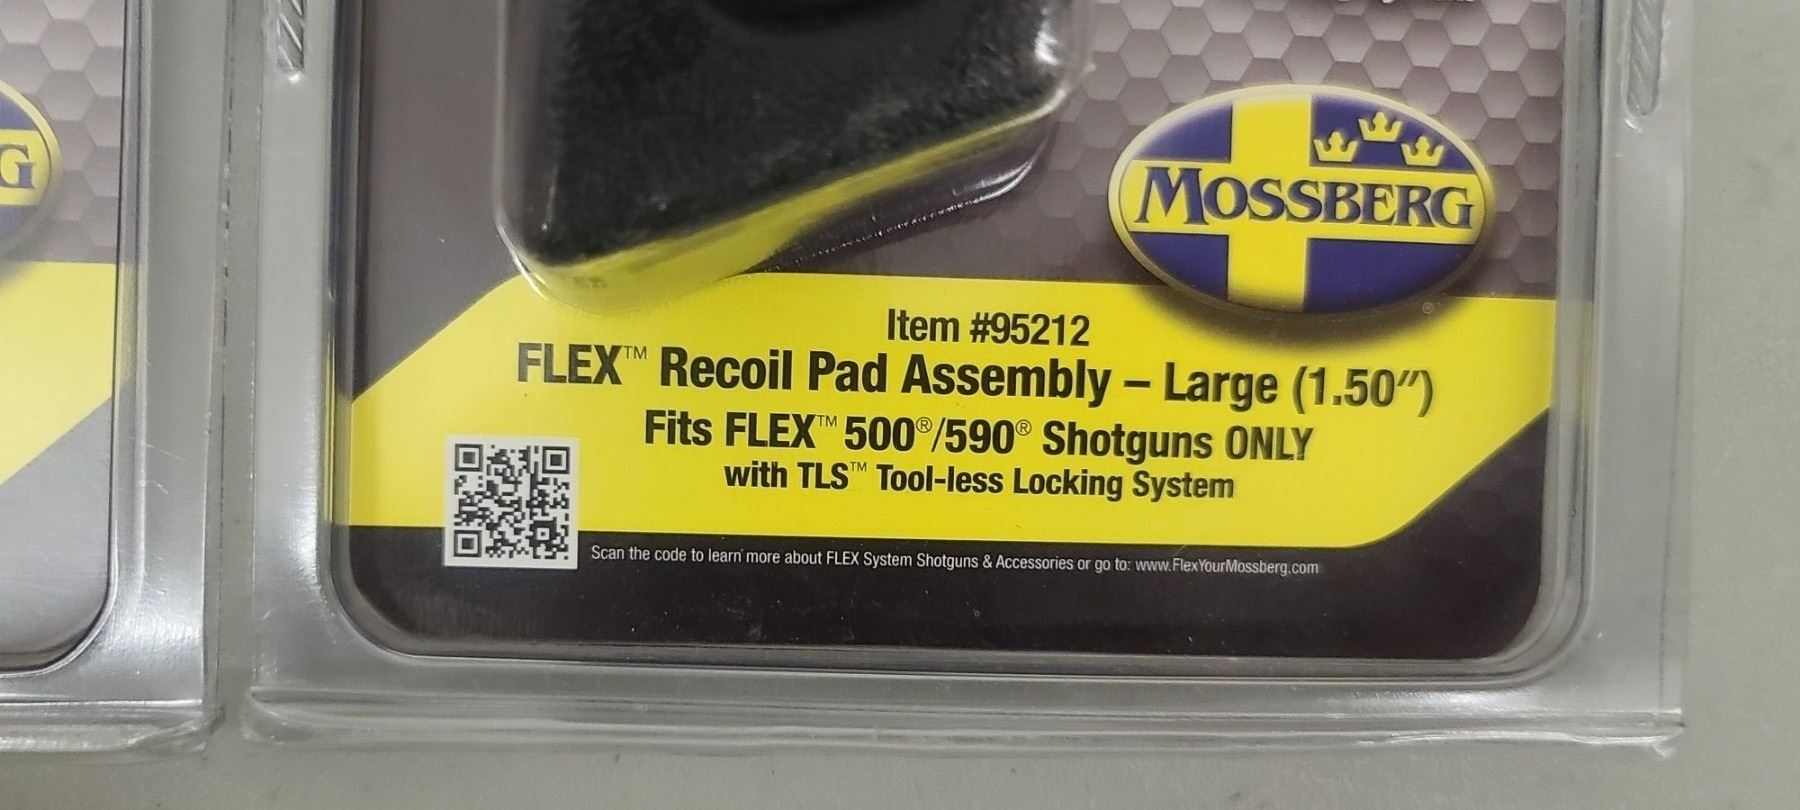 G
MOSSBERG
®
Item #95212
FLEX™ Recoil Pad Assembly – Large (1.50")
Fits FLEX™ 500®/590® Shotguns ONLY
with TLS™ Tool-less Locking System
Scan the code to learn more about FLEX System Shotguns & Accessories or go to: www.FlexYourMossberg.com